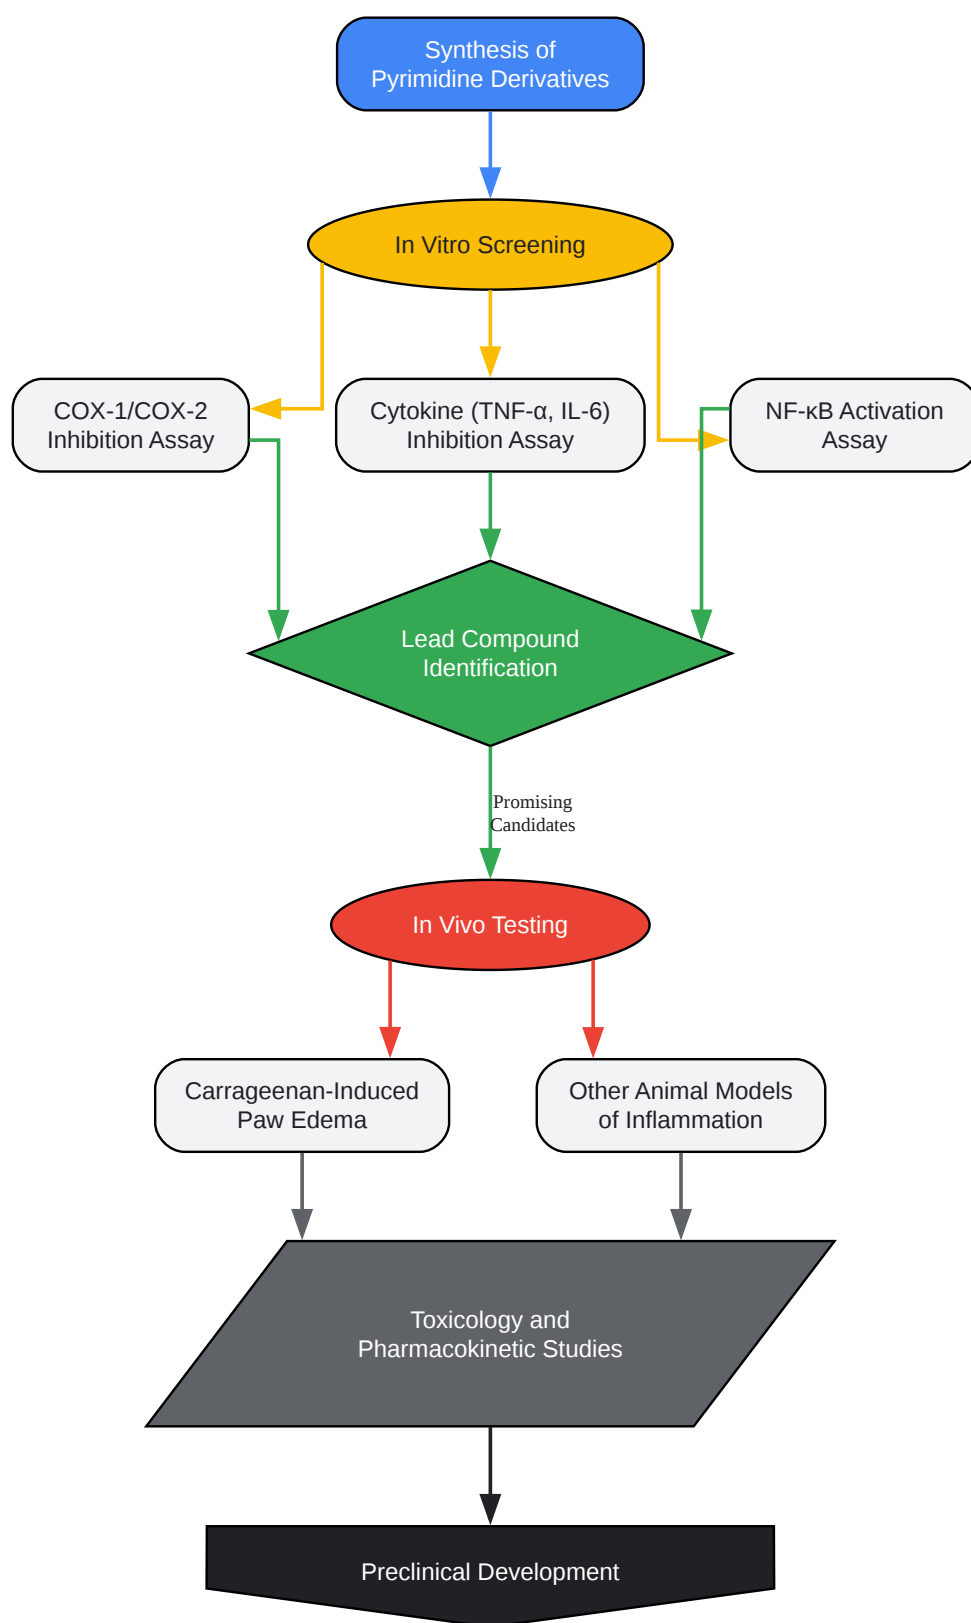 Synthesis of
Pyrimidine Derivatives
In Vitro Screening
COX-1/COX-2
Inhibition Assay
Cytokine (TNF-α, IL-6)
Inhibition Assay
NF-κB Activation
Assay
Lead Compound
Identification
Promising
Candidates
In Vivo Testing
Carrageenan-Induced
Paw Edema
Other Animal Models
of Inflammation
Toxicology and
Pharmacokinetic Studies
Preclinical Development